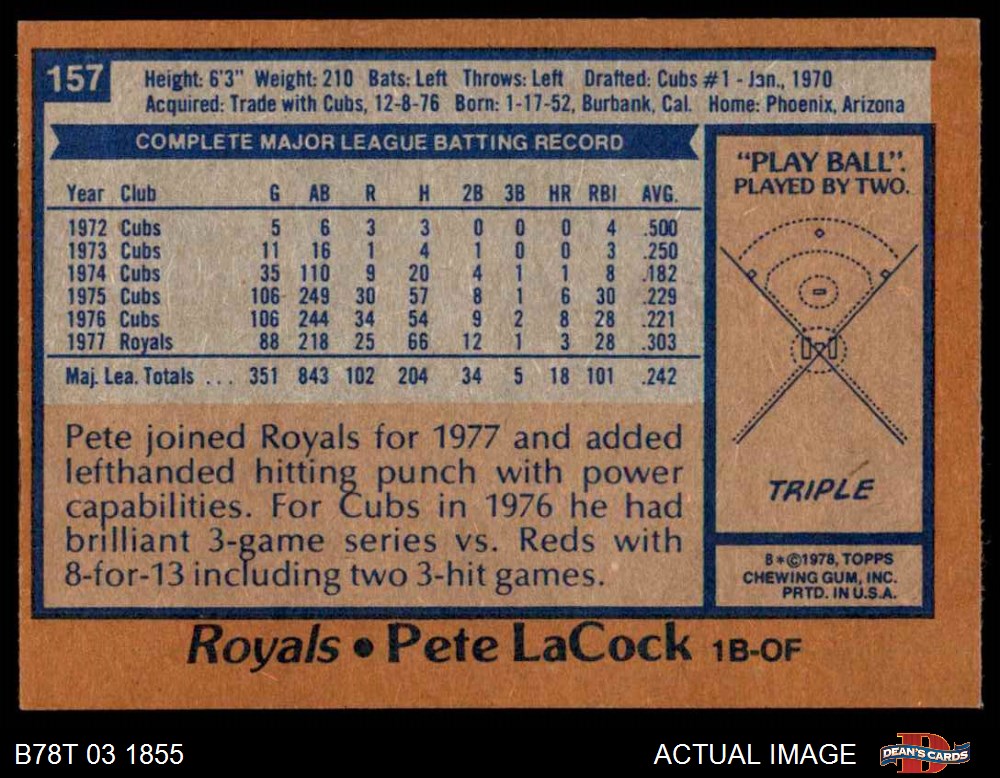 157
Height: 6'3" Weight: 210 Bats: Left Throws: Left Drafted: Cubs #1 - Jan., 1970
Acquired: Trade with Cubs, 12-8-76 Born: 1-17-52, Burbank, Cal. Home: Phoenix, Arizona
COMPLETE MAJOR LEAGUE BATTING RECORD
Year Club G AB R H 2B 3B HR RBI AVG.
1972 Cubs 5 6 3 3 0 0 0 4 .500
1973 Cubs 11 16 1 4 1 0 0 3 .250
1974 Cubs 35 110 9 20 4 1 1 8 .182
1975 Cubs 106 249 30 57 8 1 6 30 .229
1976 Cubs 106 244 34 54 9 2 8 28 .221
1977 Royals 88 218 25 66 12 1 3 28 .303
Maj. Lea. Totals ... 351 843 102 204 34 5 18 101 .242
Pete joined Royals for 1977 and added
lefthanded hitting punch with power
capabilities. For Cubs in 1976 he had
brilliant 3-game series vs. Reds with
8-for-13 including two 3-hit games.
"PLAY BALL".
PLAYED BY TWO.
TRIPLE
8*©1978, TOPPS
CHEWING GUM, INC.
PRTD. IN U.S.A.
Royals • Pete LaCock 1B-OF
B78T 03 1855
ACTUAL IMAGE
DEAN'S CARDS